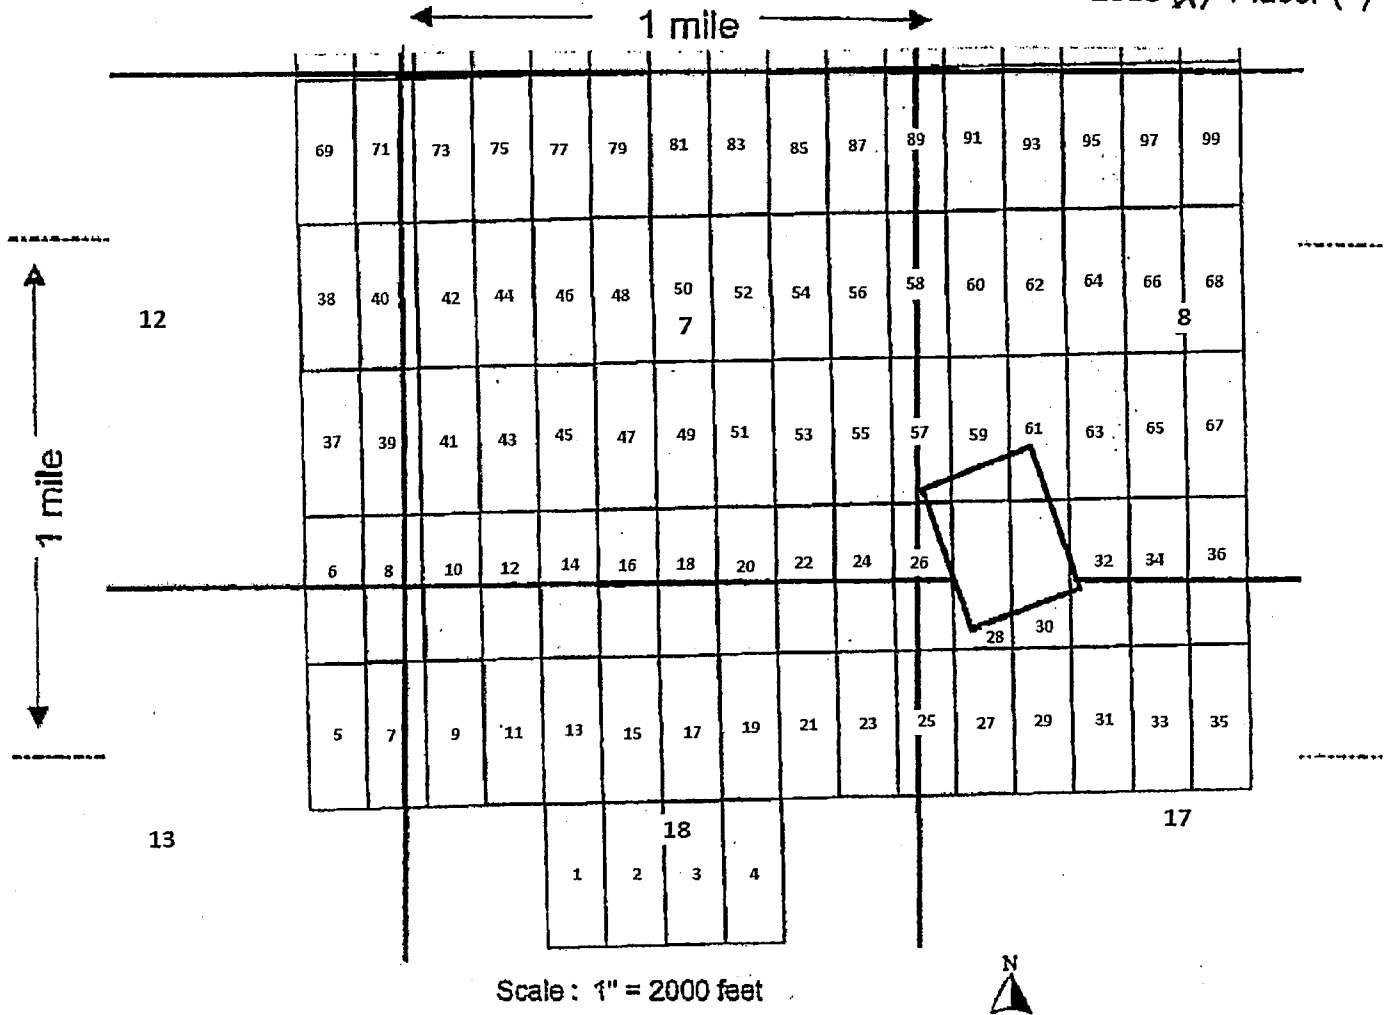 1 mile
69 71 73 75 77 79 81 83 85 87 89 91 93 95 97 99
38 40 42 44 46 48 50 52 54 56 58 60 62 64 66 68
12 7 8
37 39 41 43 45 47 49 51 53 55 57 59 61 63 65 67
1 mile
6 8 10 12 14 16 18 20 22 24 26 32 34 36
28 30
5 7 9 11 13 15 17 19 21 23 25 27 29 31 33 35
13 18 17
1 2 3 4
Scale: 1" = 2000 feet
N